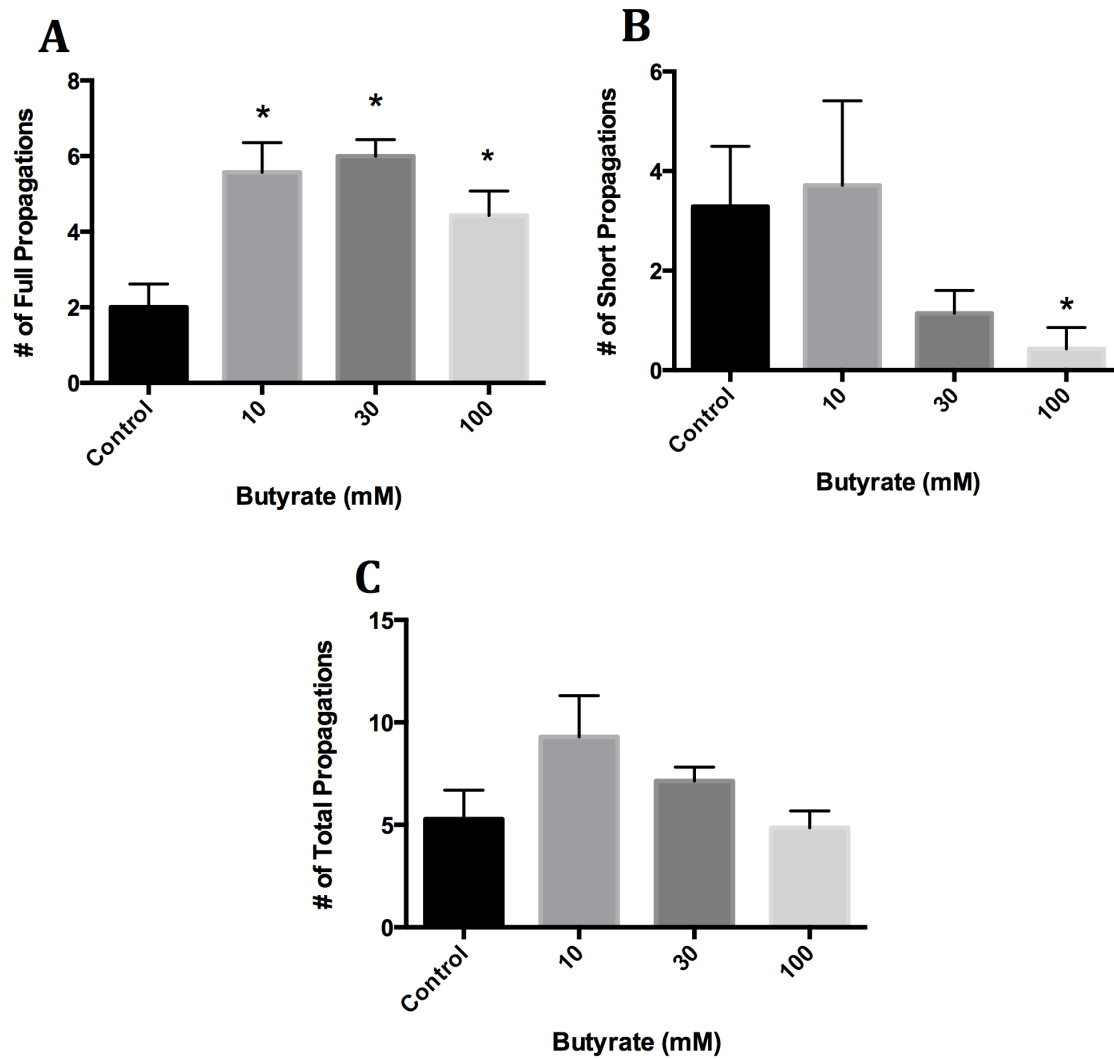 A
# of Full Propagations
8
6
4
2
0
*
*
*
Control
10
30
100
Butyrate (mM)
B
# of Short Propagations
6
4
2
0
*
Control
10
30
100
Butyrate (mM)
C
# of Total Propagations
15
10
5
0
Control
10
30
100
Butyrate (mM)